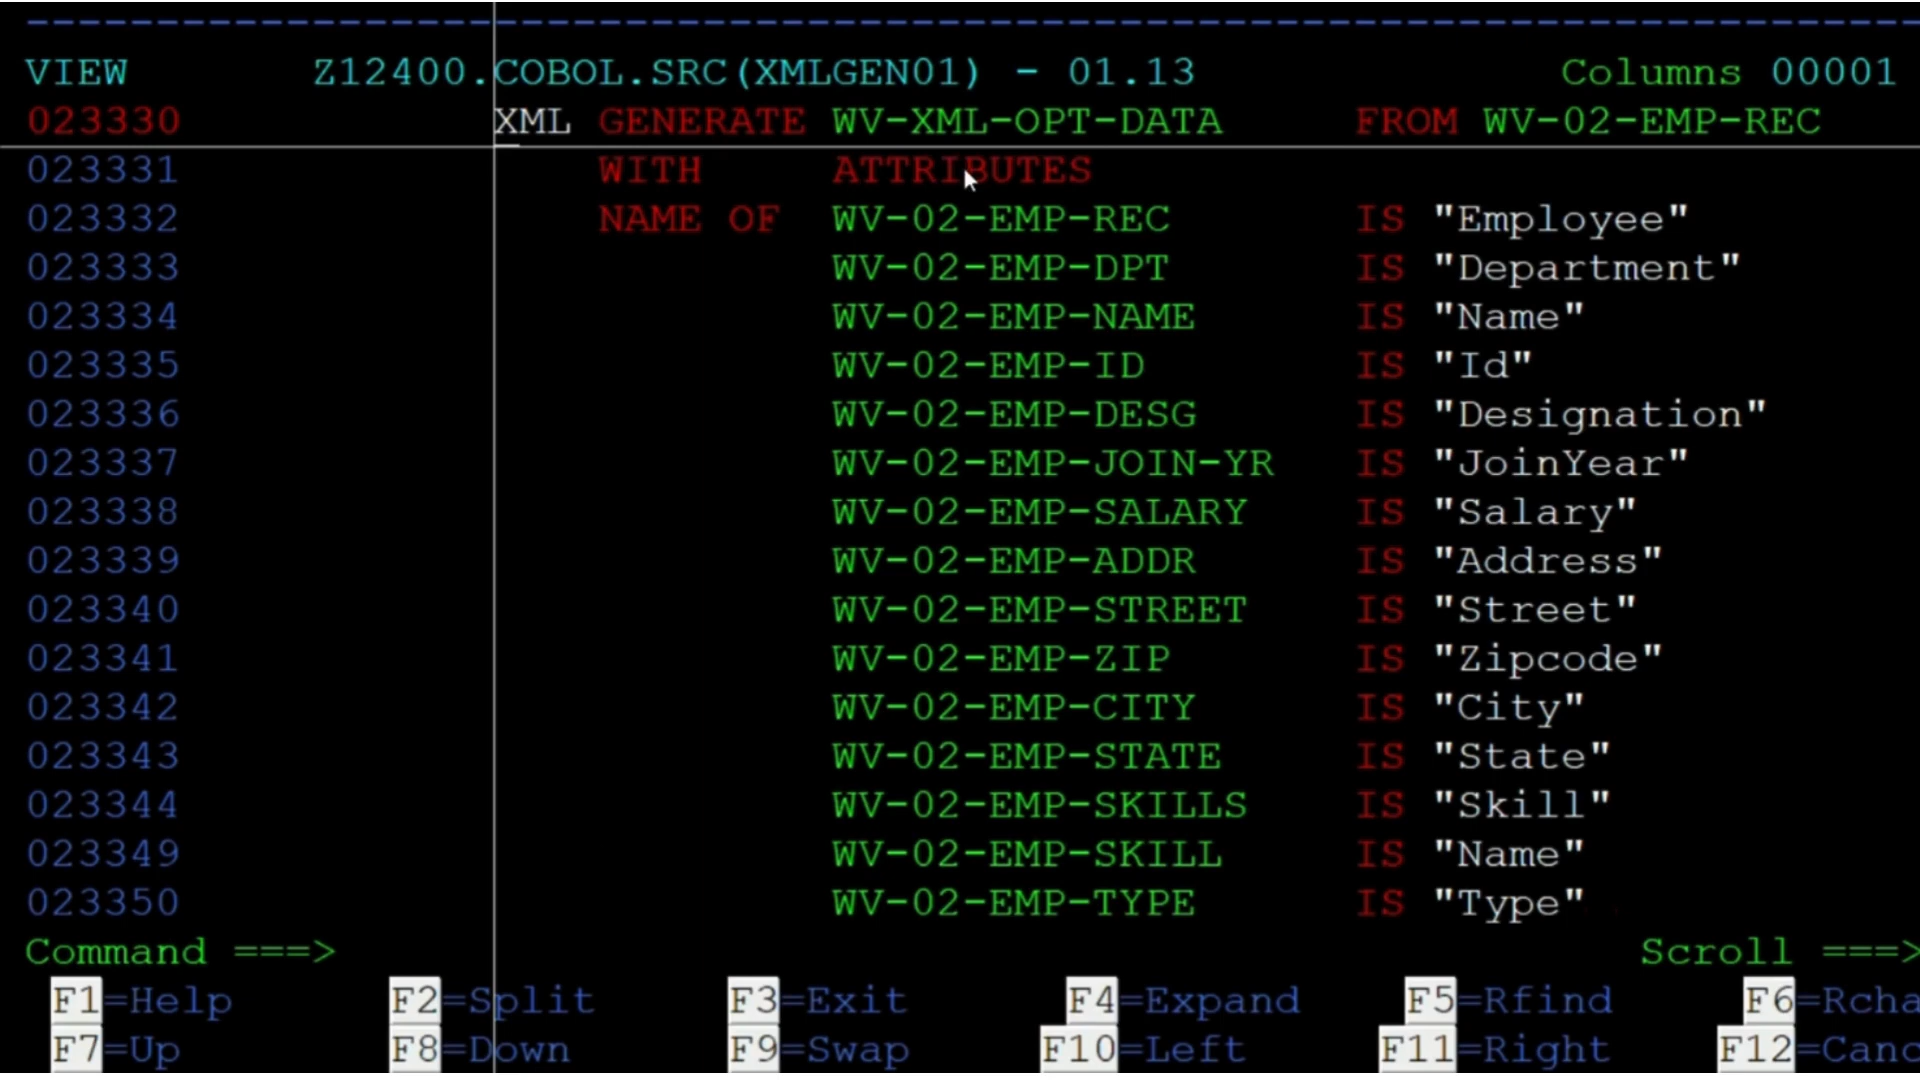 VIEW Z12400.COBOL.SRC(XMLGEN01) - 01.13 Columns 00001
023330 XML GENERATE WV-XML-OPT-DATA FROM WV-02-EMP-REC
023331 WITH ATTRIBUTES
023332 NAME OF WV-02-EMP-REC IS "Employee"
023333 WV-02-EMP-DPT IS "Department"
023334 WV-02-EMP-NAME IS "Name"
023335 WV-02-EMP-ID IS "Id"
023336 WV-02-EMP-DESG IS "Designation"
023337 WV-02-EMP-JOIN-YR IS "JoinYear"
023338 WV-02-EMP-SALARY IS "Salary"
023339 WV-02-EMP-ADDR IS "Address"
023340 WV-02-EMP-STREET IS "Street"
023341 WV-02-EMP-ZIP IS "Zipcode"
023342 WV-02-EMP-CITY IS "City"
023343 WV-02-EMP-STATE IS "State"
023344 WV-02-EMP-SKILLS IS "Skill"
023349 WV-02-EMP-SKILL IS "Name"
023350 WV-02-EMP-TYPE IS "Type"
Command ===> Scroll ===>
F1=Help F2=Split F3=Exit F4=Expand F5=Rfind F6=Rcha
F7=Up F8=Down F9=Swap F10=Left F11=Right F12=Canc